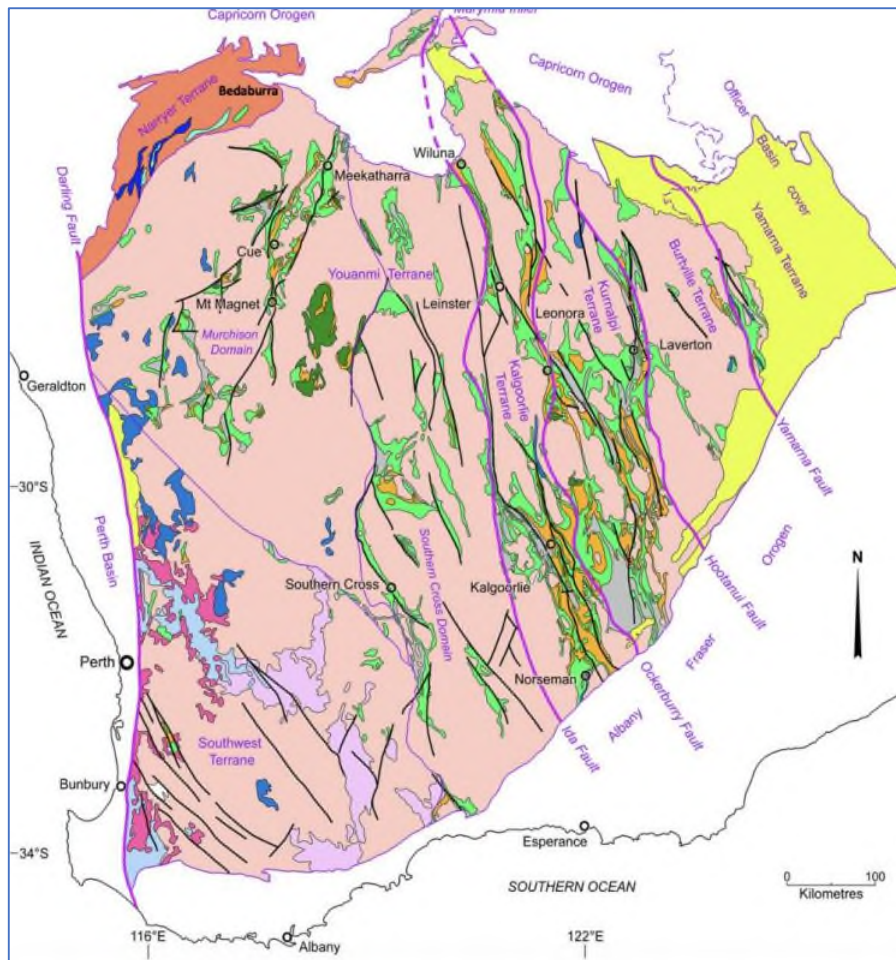 Marymia Inlier
Capricorn Orogen
Bedaburra
Narryer Terrane
Capricorn Orogen
Officer
Basin cover
Yamarna Terrane
Wiluna
Meekatharra
Darling Fault
Cue
Youanmi Terrane
Burtville Terrane
Kurnalpi
Terrane
Leinster
Mt Magnet
Leonora
Murchison
Domain
Laverton
Kalgoorlie
Terrane
Geraldton
Yamarna Fault
-30°S
Perth Basin
INDIAN OCEAN
Orogen
Hootanui Fault
N
Southern Cross
Southern Cross Domain
Kalgoorlie
Perth
Norseman
Ockerburry Fault
Fraser
Albany
Ida Fault
Southwest
Terrane
Bunbury
Esperance
-34°S
0 100
Kilometres
SOUTHERN OCEAN
116°E
122°E
Albany